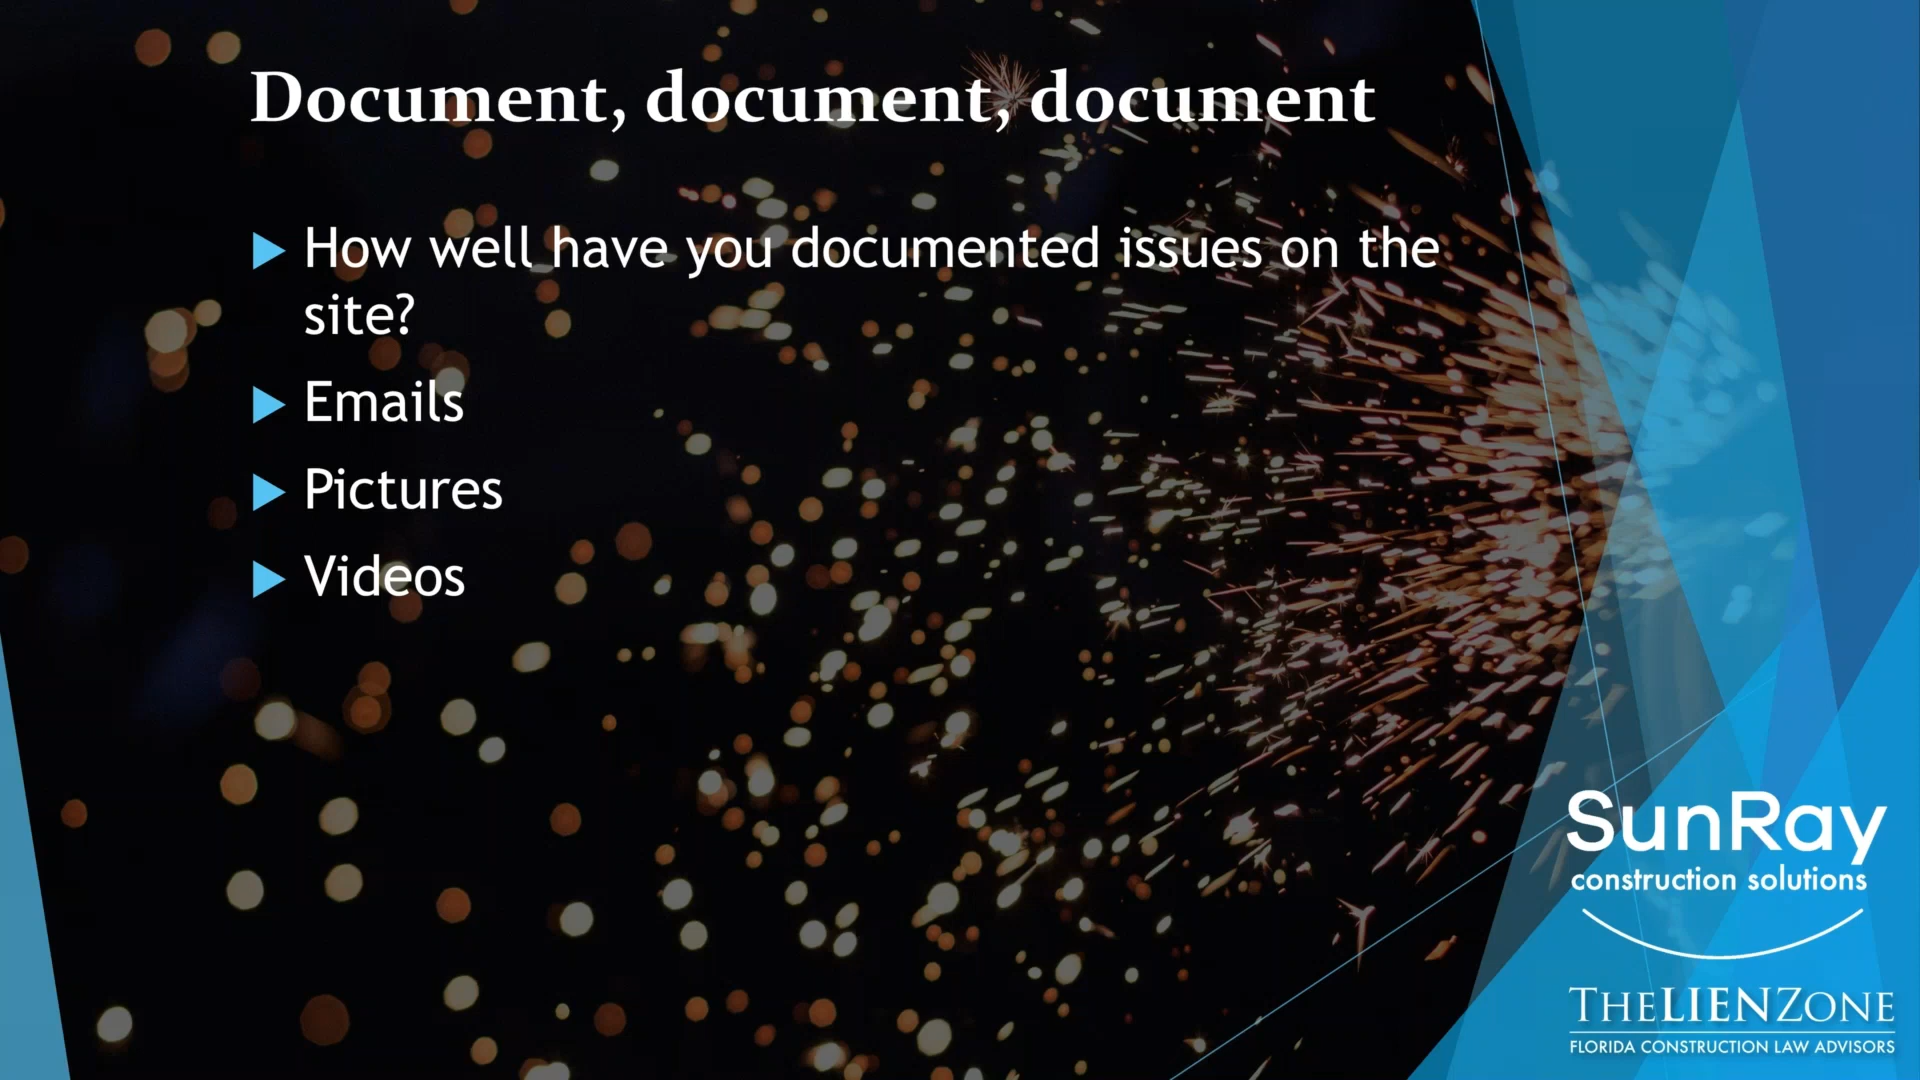 Document, document, document
How well have you documented issues on the
site?
Emails
Pictures
Videos
SunRay
construction solutions
THELIENZONE
FLORIDA CONSTRUCTION LAW ADVISORS